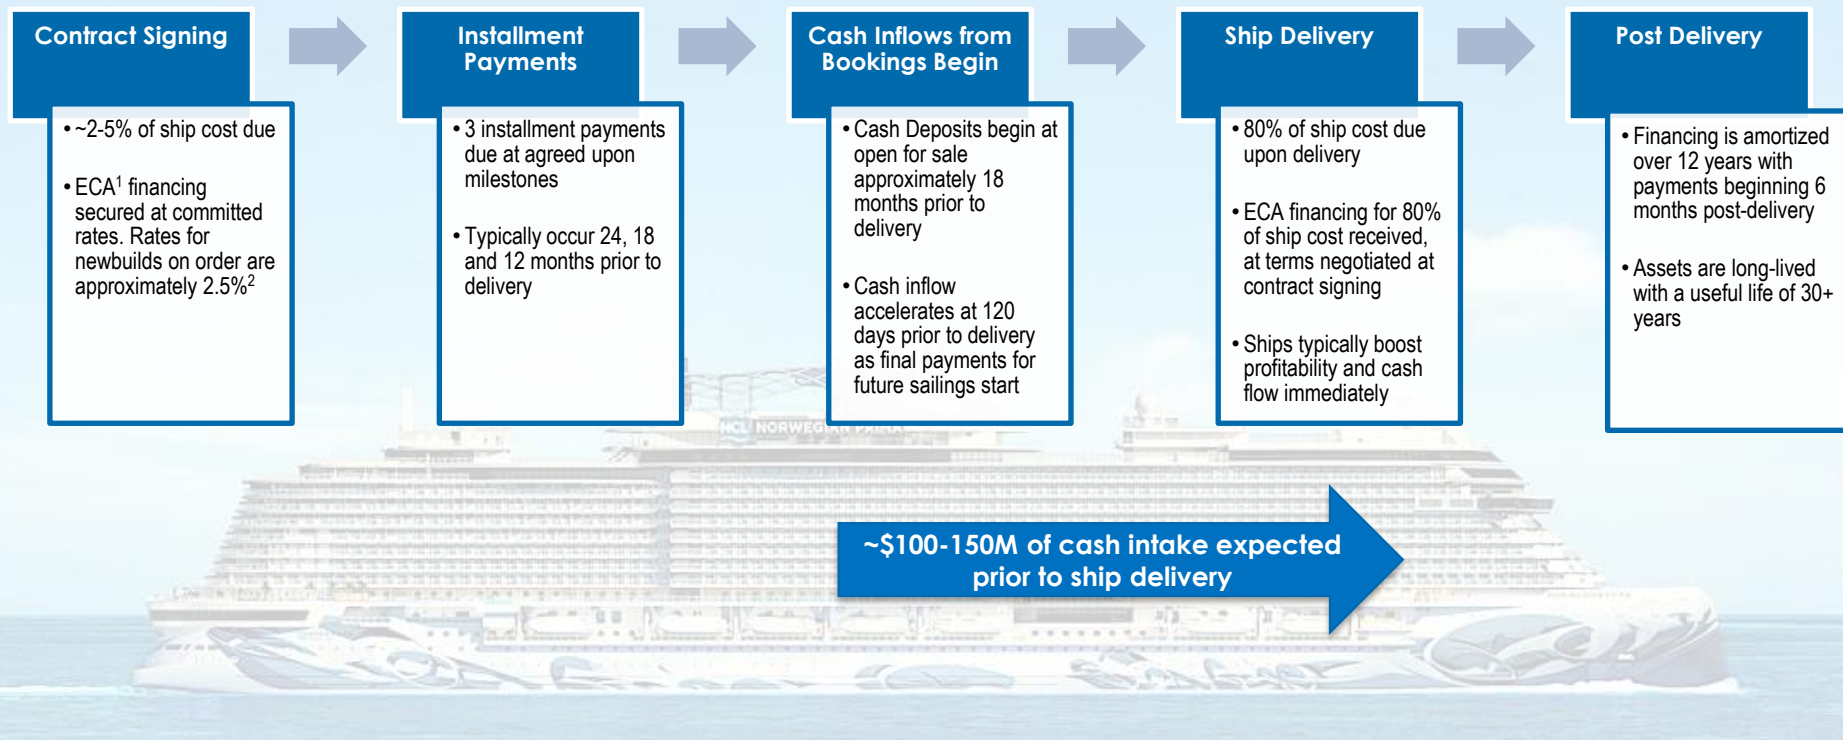 Contract Signing
• ~2-5% of ship cost due
• ECA1 financing
secured at committed
rates. Rates for
newbuilds on order are
approximately 2.5%2
Installment
Payments
• 3 installment payments
due at agreed upon
milestones
• Typically occur 24, 18
and 12 months prior to
delivery
Cash Inflows from
Bookings Begin
• Cash Deposits begin at
open for sale
approximately 18
months prior to
delivery
• Cash inflow
accelerates at 120
days prior to delivery
as final payments for
future sailings start
Ship Delivery
• 80% of ship cost due
upon delivery
• ECA financing for 80%
of ship cost received,
at terms negotiated at
contract signing
• Ships typically boost
profitability and cash
flow immediately
Post Delivery
• Financing is amortized
over 12 years with
payments beginning 6
months post-delivery
• Assets are long-lived
with a useful life of 30+
years
NCL NORWEGIAN PRIMA
~$100-150M of cash intake expected
prior to ship delivery